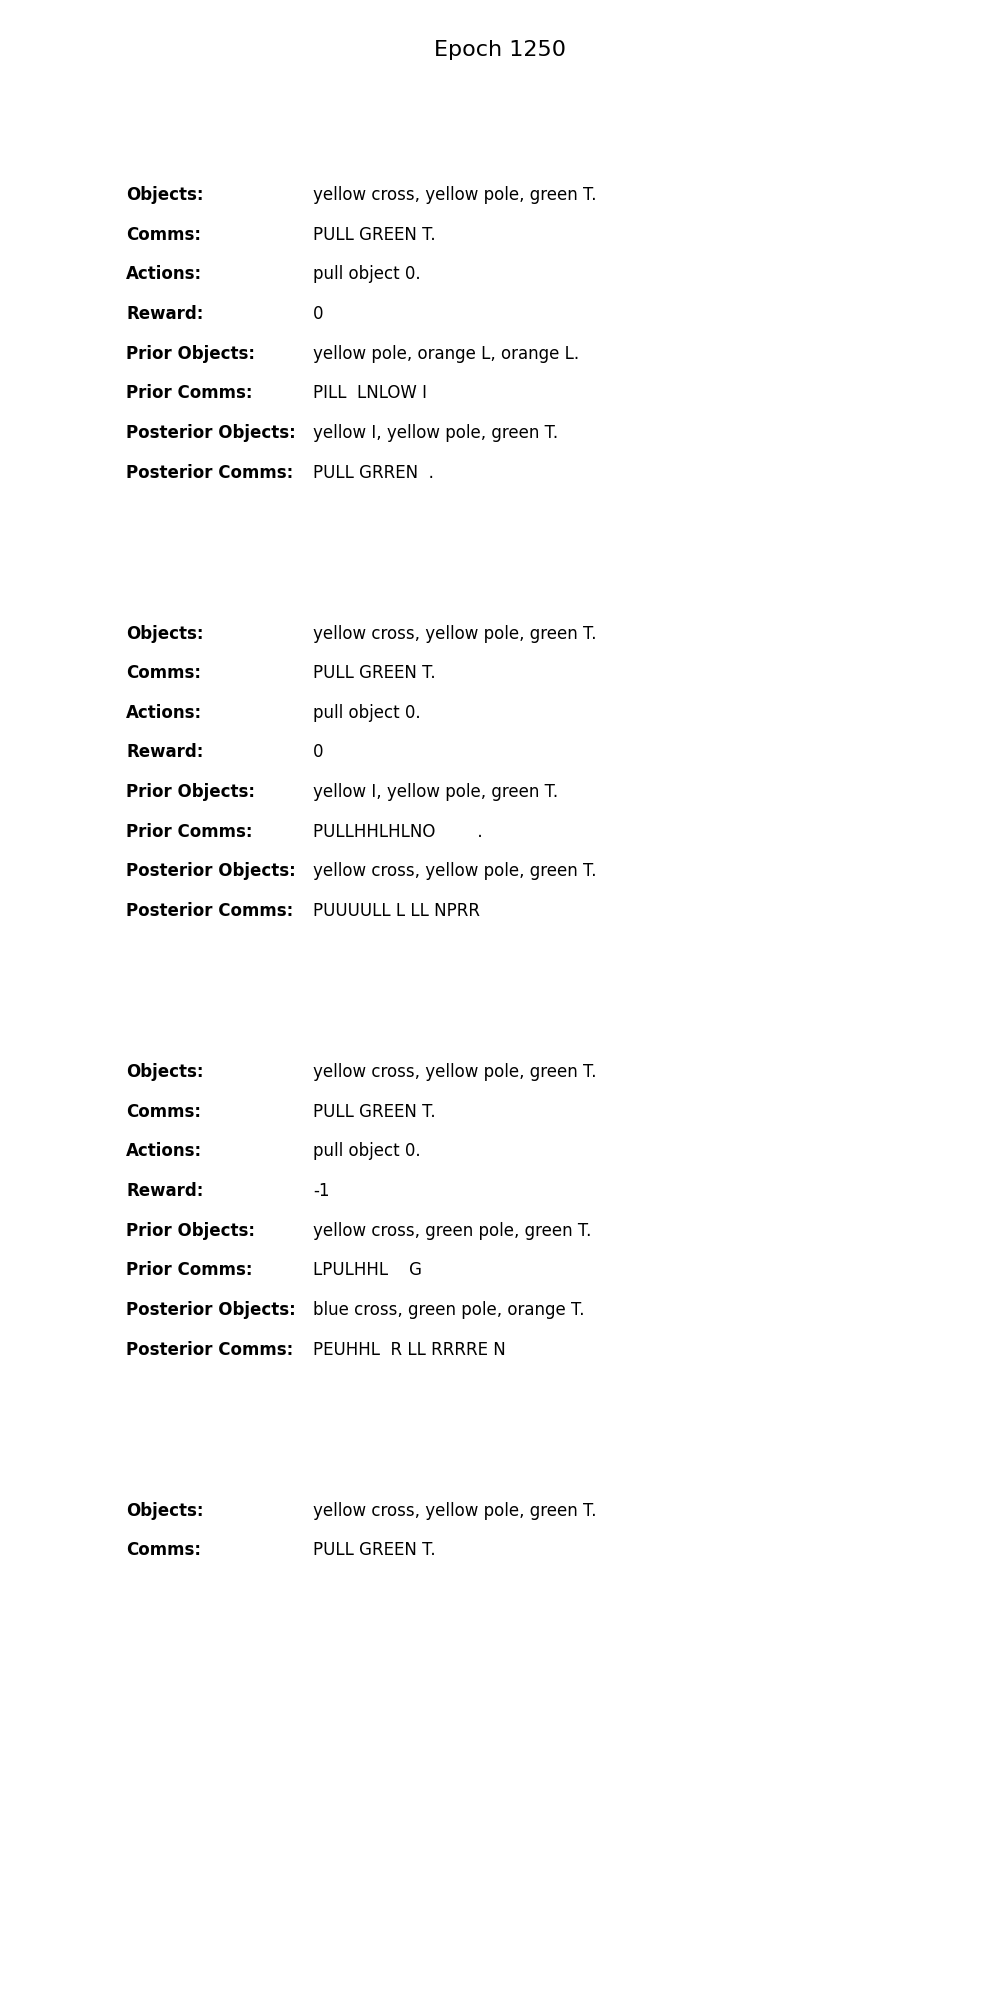 Epoch 1250
Objects: yellow cross, yellow pole, green T.
Comms: PULL GREEN T.
Actions: pull object 0.
Reward: 0
Prior Objects: yellow pole, orange L, orange L.
Prior Comms: PILL  LNLOW I
Posterior Objects: yellow I, yellow pole, green T.
Posterior Comms: PULL GRREN  .
Objects: yellow cross, yellow pole, green T.
Comms: PULL GREEN T.
Actions: pull object 0.
Reward: 0
Prior Objects: yellow I, yellow pole, green T.
Prior Comms: PULLHHLHLNO        .
Posterior Objects: yellow cross, yellow pole, green T.
Posterior Comms: PUUUULL L LL NPRR
Objects: yellow cross, yellow pole, green T.
Comms: PULL GREEN T.
Actions: pull object 0.
Reward: -1
Prior Objects: yellow cross, green pole, green T.
Prior Comms: LPULHHL    G
Posterior Objects: blue cross, green pole, orange T.
Posterior Comms: PEUHHL  R LL RRRRE N
Objects: yellow cross, yellow pole, green T.
Comms: PULL GREEN T.